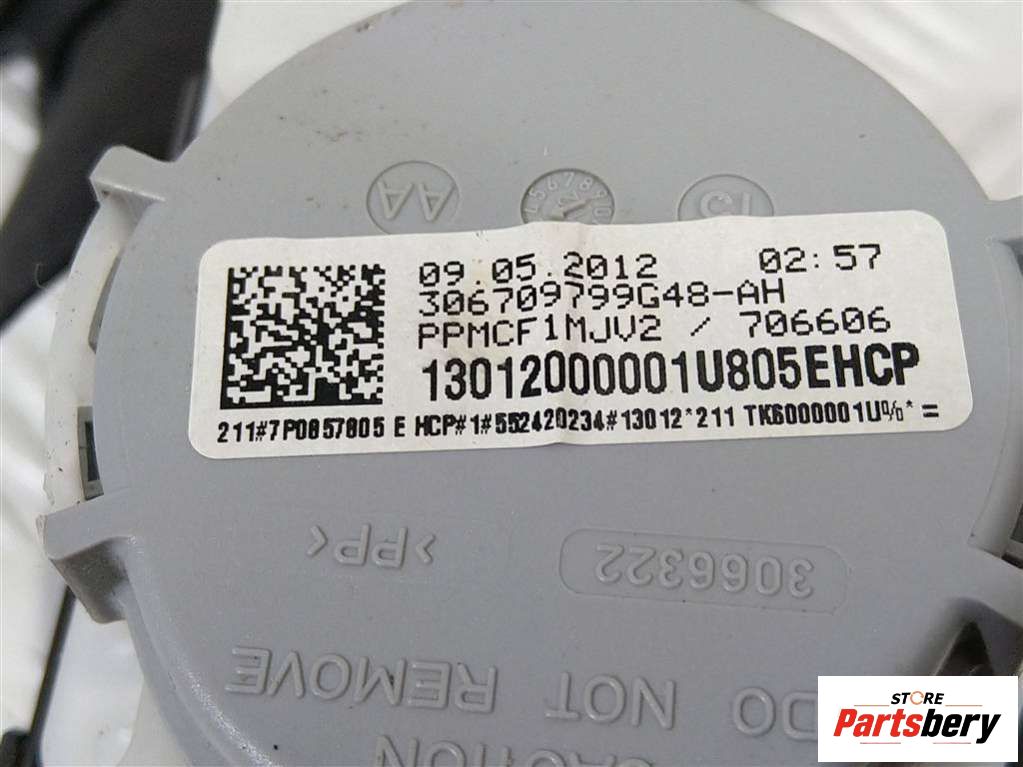 AA
15
09.05.2012 02:57
306709799G48-AH
PPMCF1MJV2 / 706606
13012000001U805EHCP
211#7P0857805 E HCP#1#552420234#13012*211 TK6000001U%*=
>PP<
3066322
DO NOT REMOVE
CAUTION
STORE
Partsbery